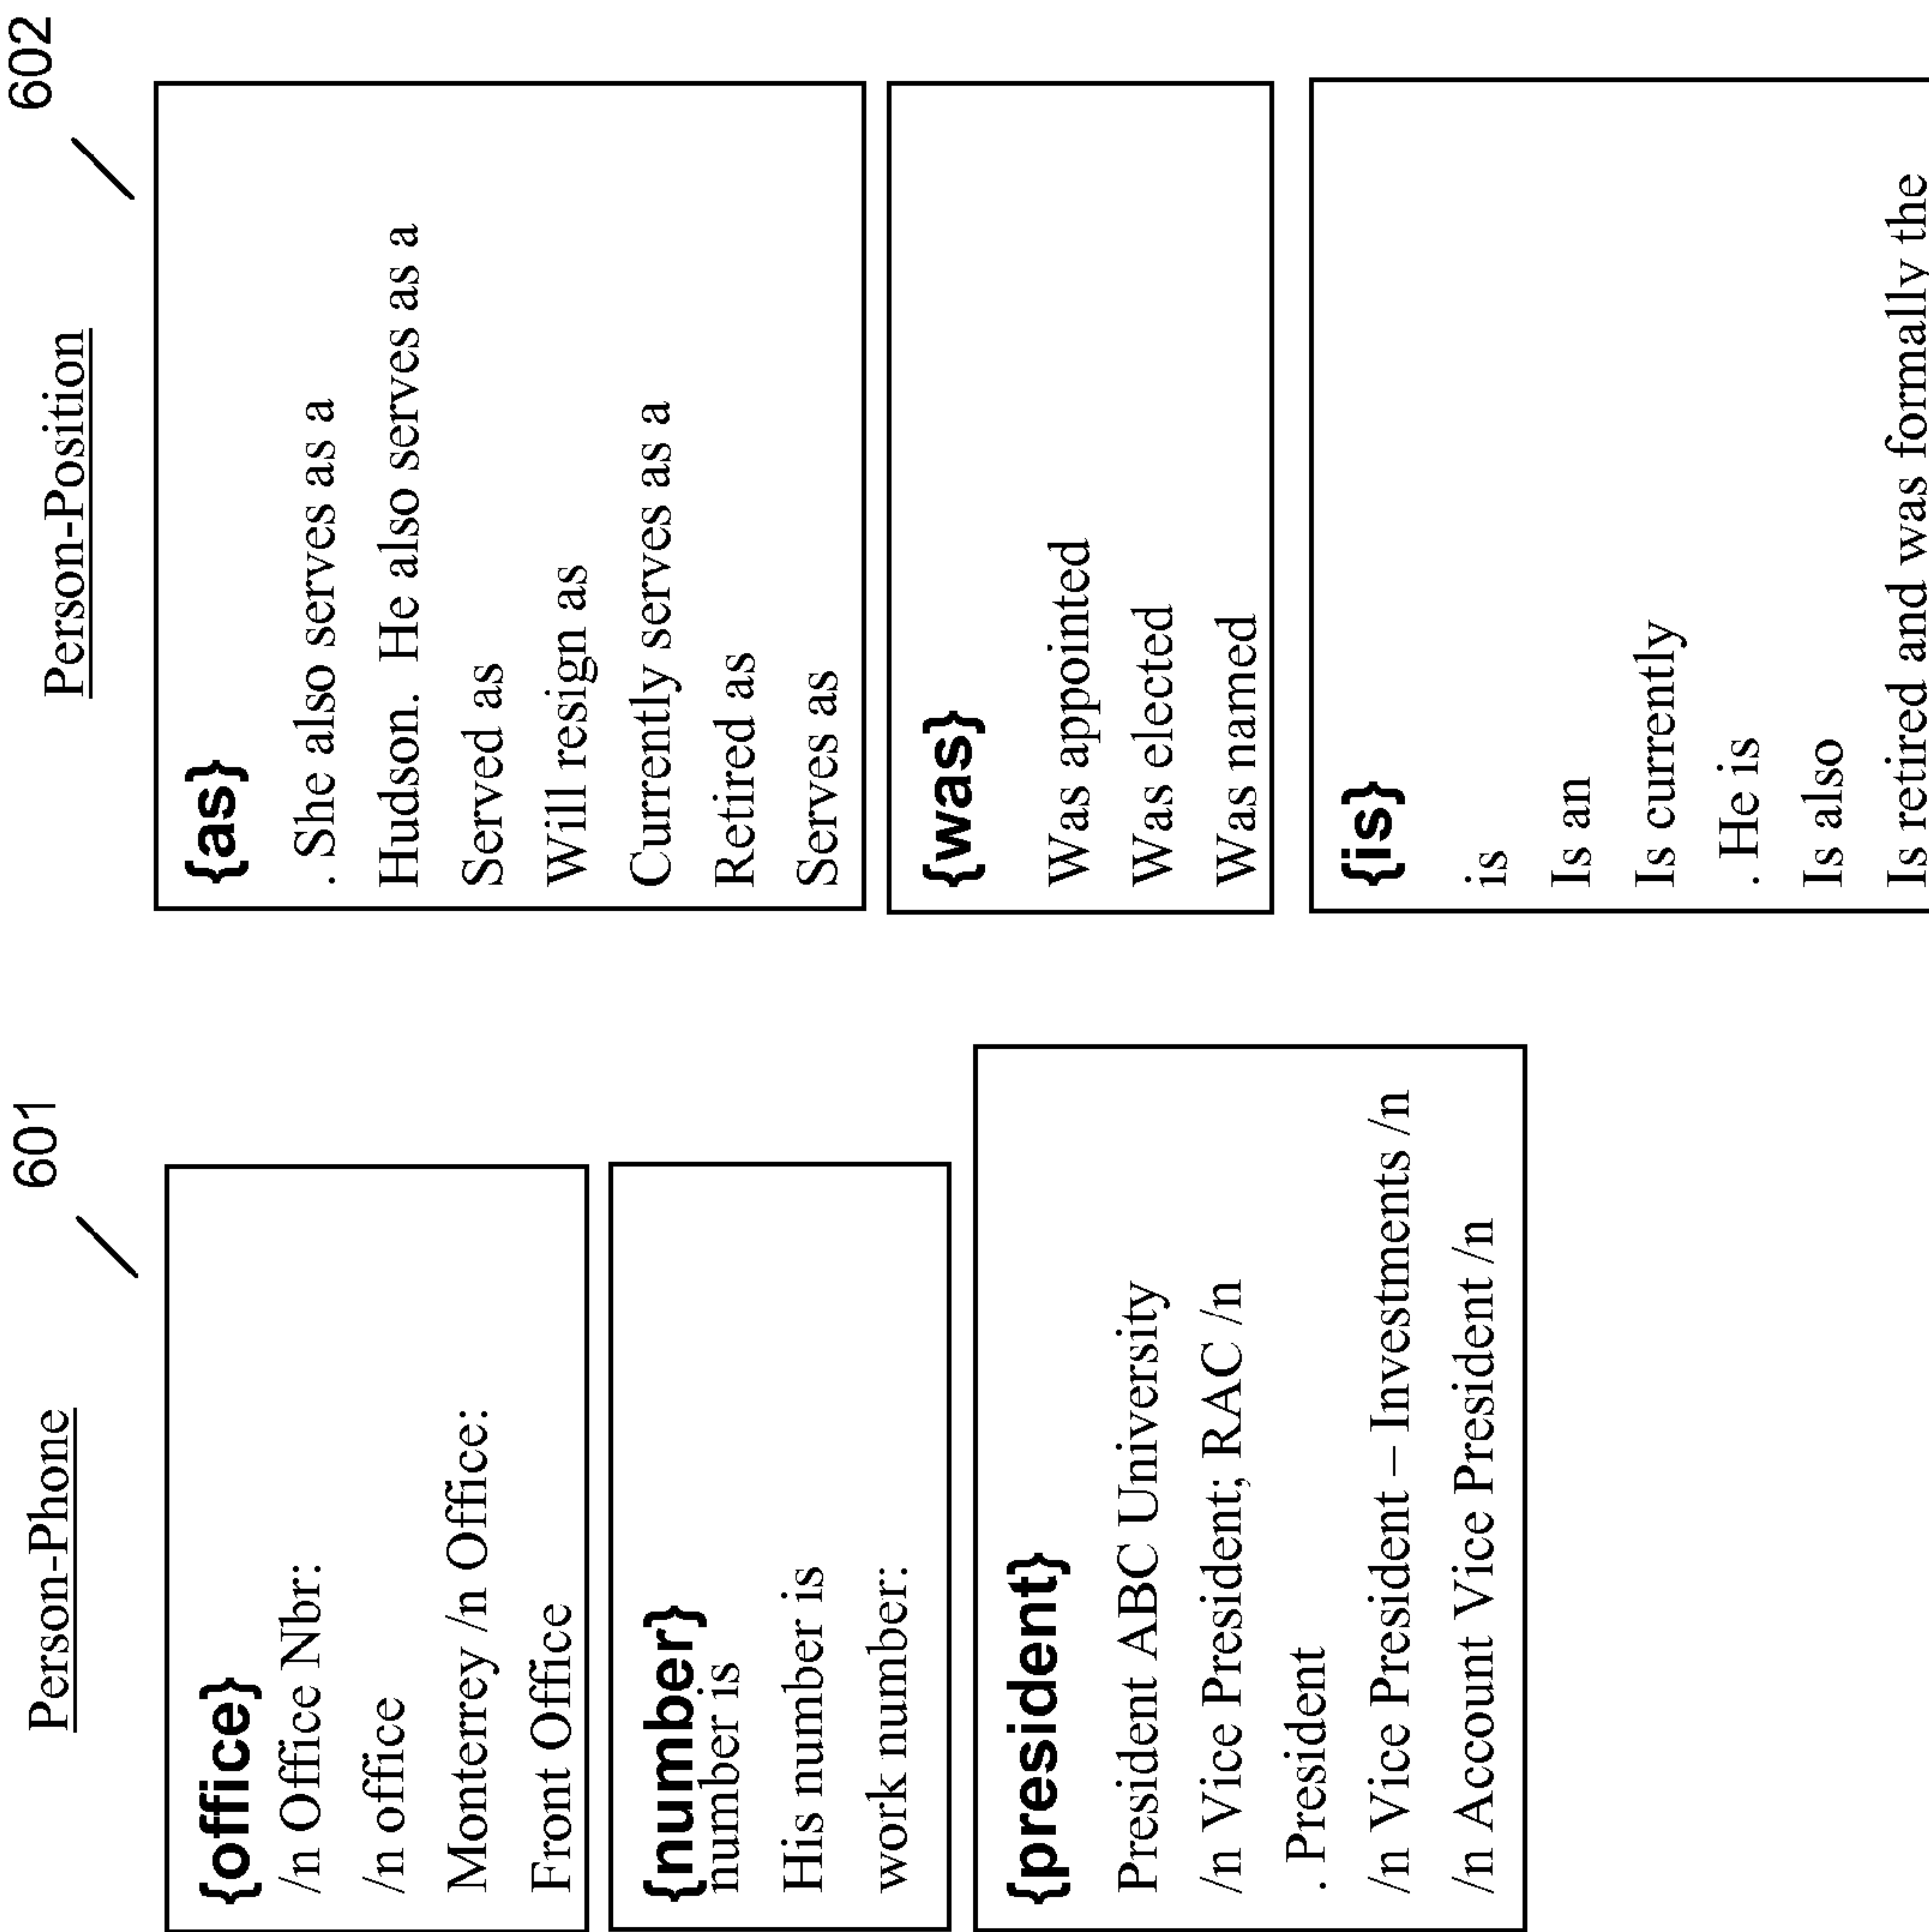 601
Person-Phone
{office}
/n Office Nbr:
/n office
Monterrey /n Office:
Front Office
{number}
number is
His number is
work number:
{president}
President ABC University
/n Vice President; RAC /n
. President
/n Vice President – Investments /n
/n Account Vice President /n
602
Person-Position
{as}
. She also serves as a
Hudson. He also serves as a
Served as
Will resign as
Currently serves as a
Retired as
Serves as
{was}
Was appointed
Was elected
Was named
{is}
is
Is an
Is currently
. He is
Is also
Is retired and was formally the